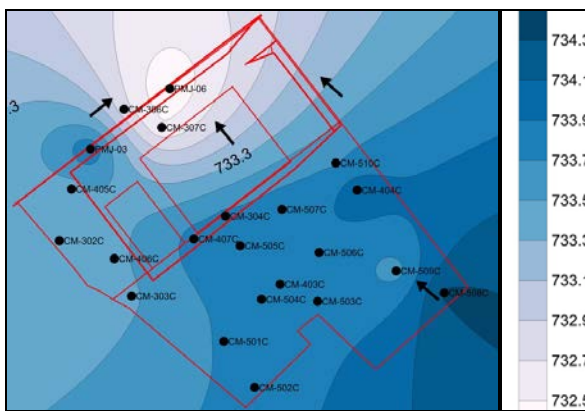 PMJ-06
CM-306C
CM-307C
.3
PMJ-03
733.3
CM-510C
CM-405C
CM-404C
CM-304C
CM-507C
CM-302C
CM-407C
CM-505C
CM-406C
CM-506C
CM-509C
CM-403C
CM-303C
CM-504C
CM-503C
CM-508C
CM-501C
CM-502C
734.3
734.1
733.9
733.7
733.5
733.3
733.1
732.9
732.7
732.5